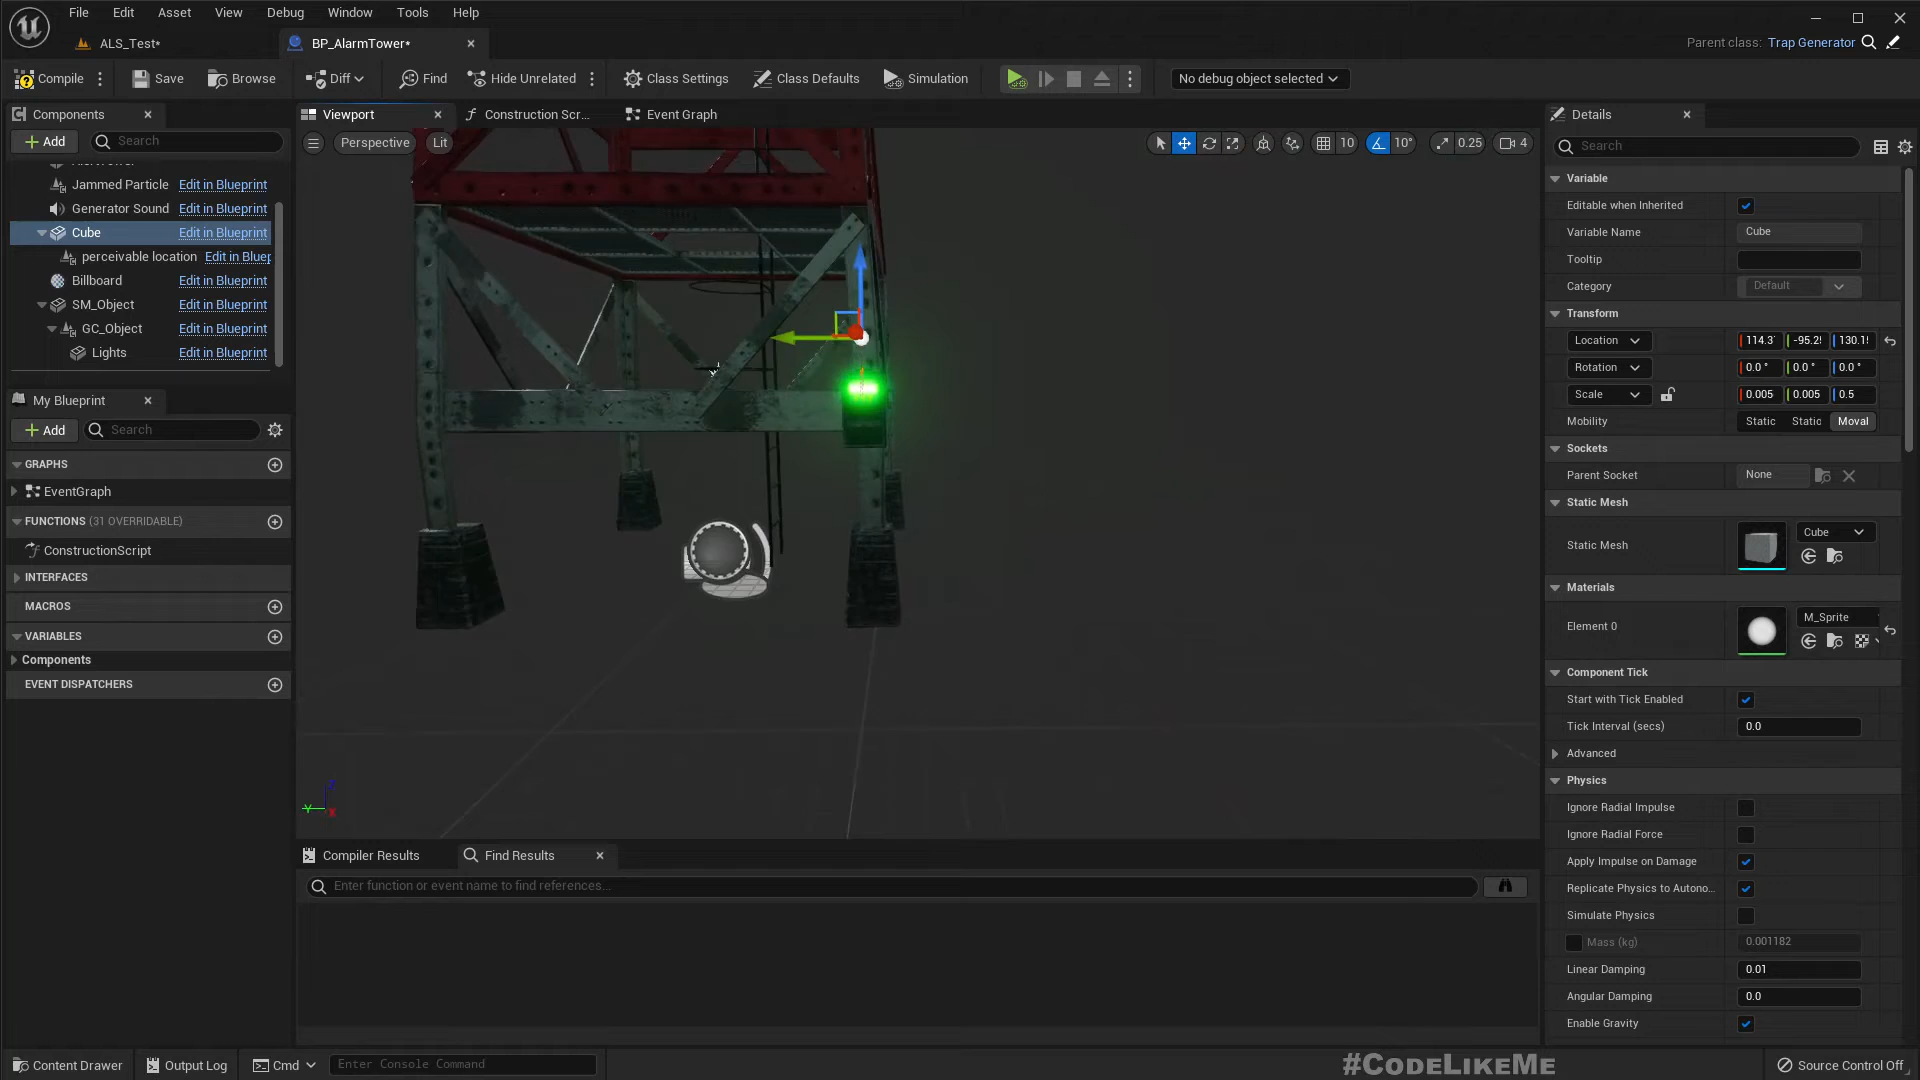 File Edit Asset View Debug Window Tools Help
ALS_Test*
BP_AlarmTower*
Parent class: Trap Generator
Compile
Save
Browse
Diff
Find
Hide Unrelated
Class Settings
Class Defaults
Simulation
No debug object selected
Components
Add
Search
Jammed Particle Edit in Blueprint
Generator Sound Edit in Blueprint
Cube Edit in Blueprint
perceivable location Edit in Bluep
Billboard Edit in Blueprint
SM_Object Edit in Blueprint
GC_Object Edit in Blueprint
Lights Edit in Blueprint
My Blueprint
Add
Search
GRAPHS
EventGraph
FUNCTIONS (31 OVERRIDABLE)
ConstructionScript
INTERFACES
MACROS
VARIABLES
Components
EVENT DISPATCHERS
Viewport
Construction Scr...
Event Graph
Perspective
Lit
10
10°
0.25
4
Compiler Results
Find Results
Enter function or event name to find references...
Details
Search
Variable
Editable when Inherited
Variable Name Cube
Tooltip
Category Default
Transform
Location 114.3 -95.2 130.1
Rotation 0.0 ° 0.0 ° 0.0 °
Scale 0.005 0.005 0.5
Mobility Static Static Moval
Sockets
Parent Socket None
Static Mesh
Static Mesh Cube
Materials
Element 0 M_Sprite
Component Tick
Start with Tick Enabled
Tick Interval (secs) 0.0
Advanced
Physics
Ignore Radial Impulse
Ignore Radial Force
Apply Impulse on Damage
Replicate Physics to Autono...
Simulate Physics
Mass (kg) 0.001182
Linear Damping 0.01
Angular Damping 0.0
Enable Gravity
Content Drawer
Output Log
Cmd
Enter Console Command
#CODELIKEME
Source Control Off